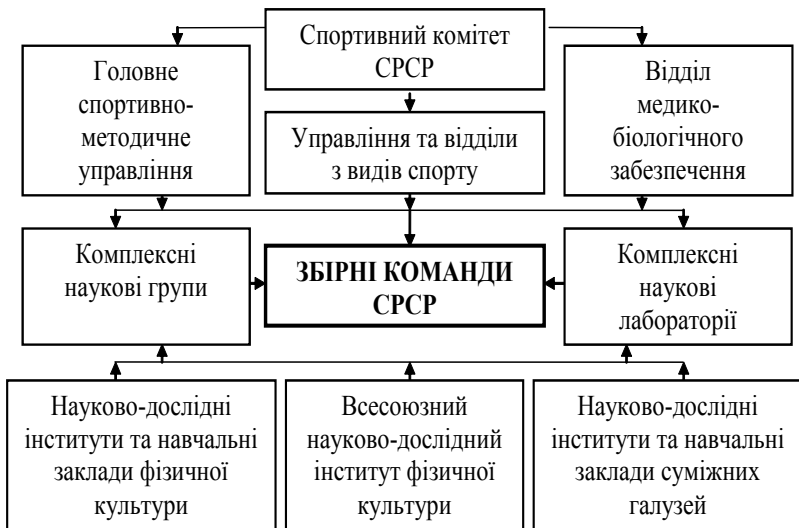 Спортивний комітет
СРСР
Головне
спортивно-
методичне
управління
Управління та відділи
з видів спорту
Відділ
медико-
біологічного
забезпечення
Комплексні
наукові групи
ЗБІРНІ КОМАНДИ
СРСР
Комплексні
наукові
лабораторії
Науково-дослідні
інститути та навчальні
заклади фізичної
культури
Всесоюзний
науково-дослідний
інститут фізичної
культури
Науково-дослідні
інститути та навчальні
заклади суміжних
галузей